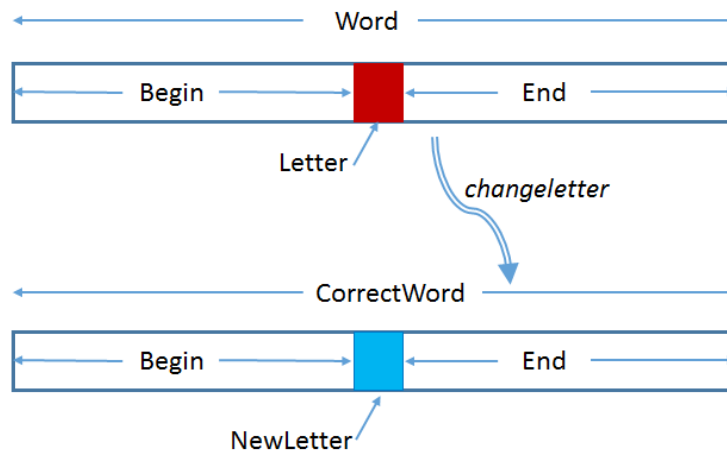 Word
Begin End
Letter
changeletter
CorrectWord
Begin End
NewLetter